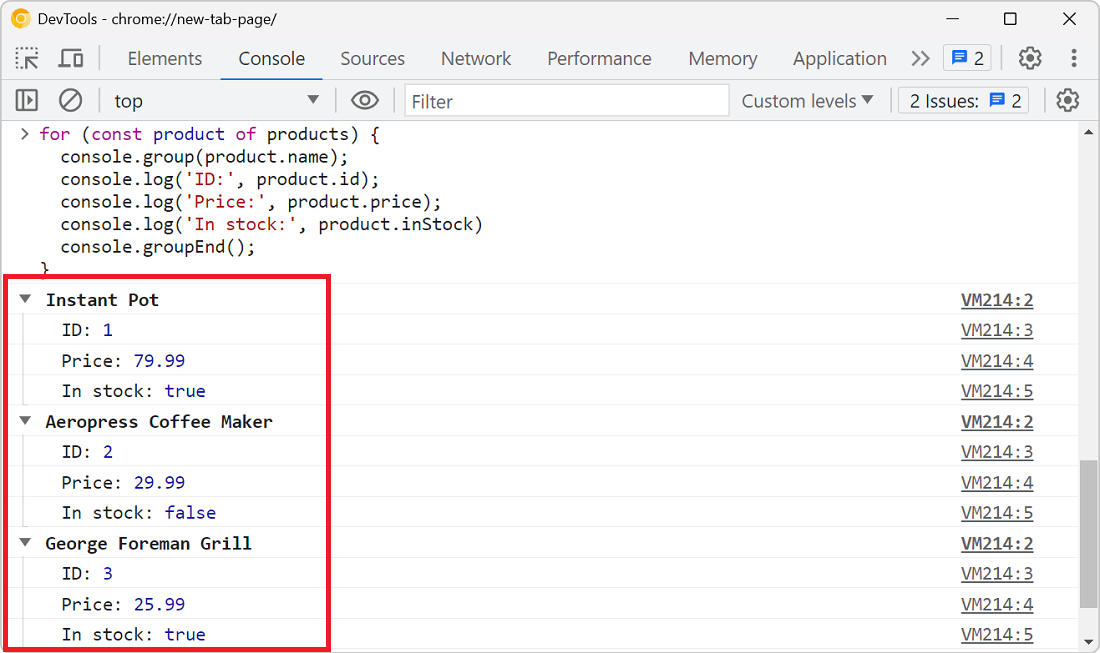 DevTools - chrome://new-tab-page/
Elements Console Sources Network Performance Memory Application 2
top Filter Custom levels 2 Issues: 2
for (const product of products) {
console.group(product.name);
console.log('ID:', product.id);
console.log('Price:', product.price);
console.log('In stock:', product.inStock)
console.groupEnd();
}
Instant Pot VM214:2
ID: 1 VM214:3
Price: 79.99 VM214:4
In stock: true VM214:5
Aeropress Coffee Maker VM214:2
ID: 2 VM214:3
Price: 29.99 VM214:4
In stock: false VM214:5
George Foreman Grill VM214:2
ID: 3 VM214:3
Price: 25.99 VM214:4
In stock: true VM214:5